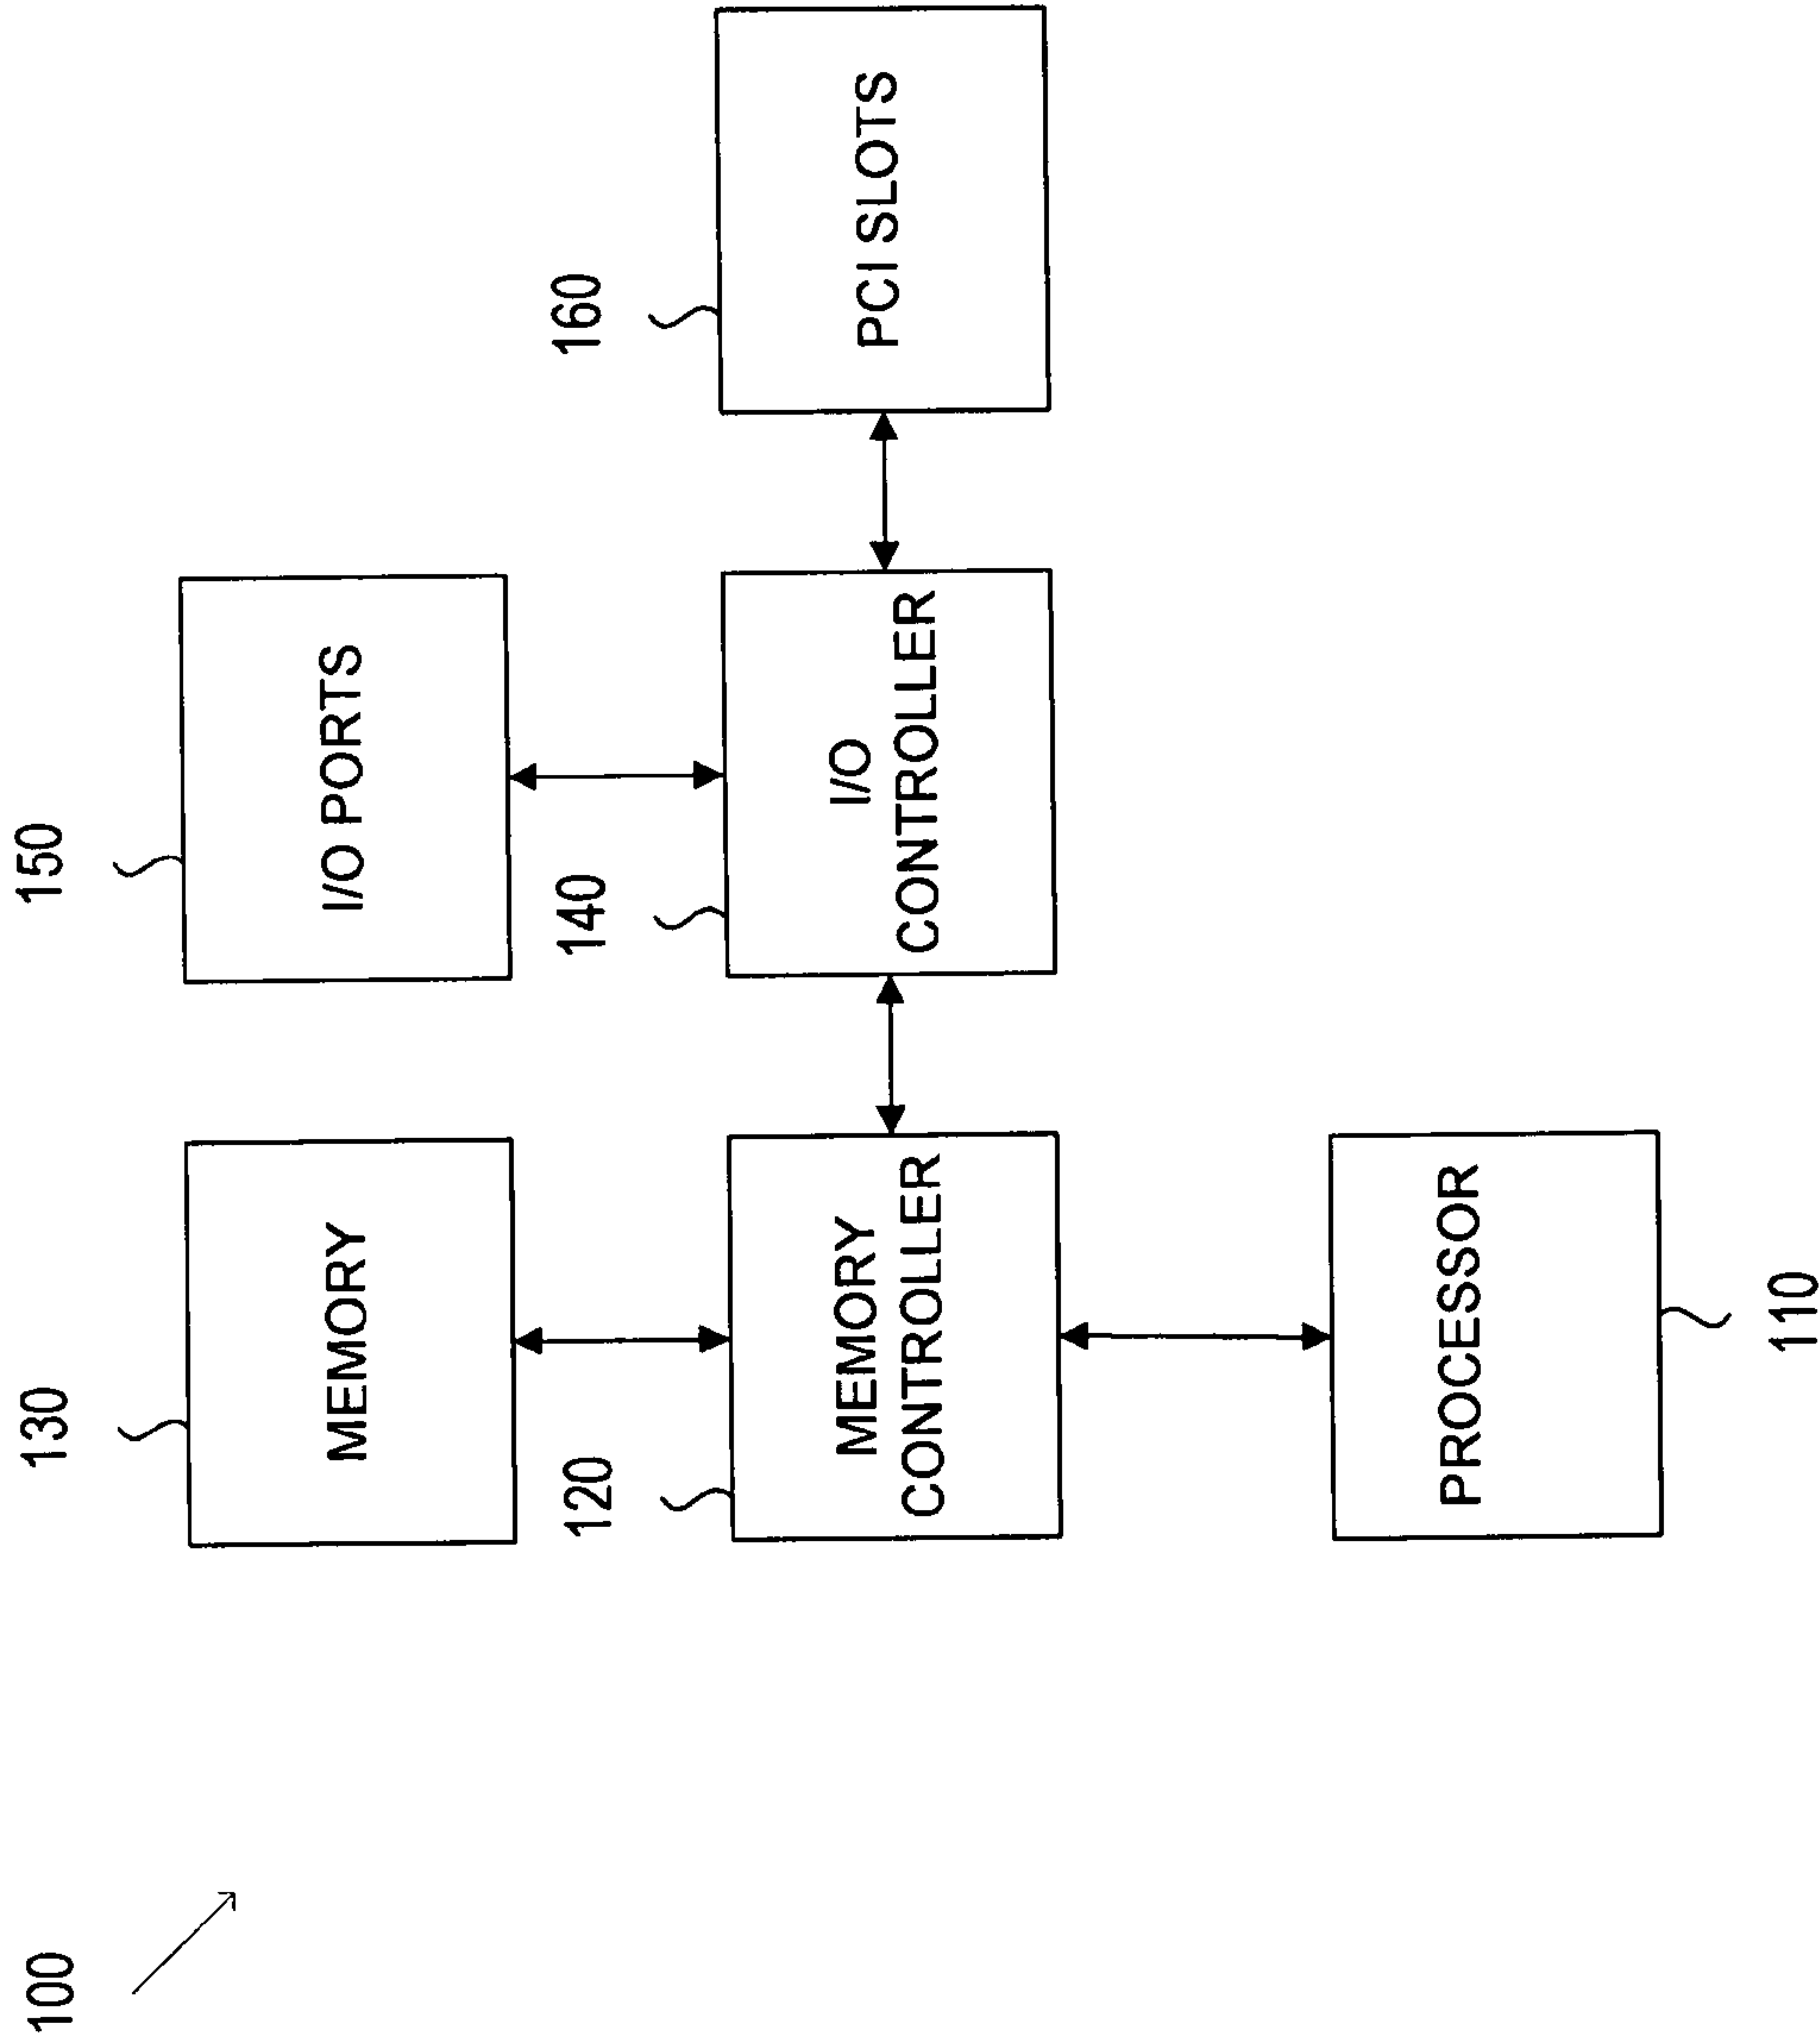 100
130
MEMORY
150
I/O PORTS
120
MEMORY
CONTROLLER
140
I/O
CONTROLLER
160
PCI SLOTS
PROCESSOR
110